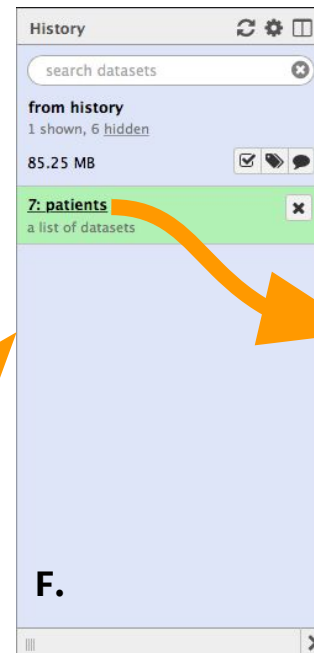 History
search datasets
from history
1 shown, 6 hidden
85.25 MB
7: patients
a list of datasets
F.